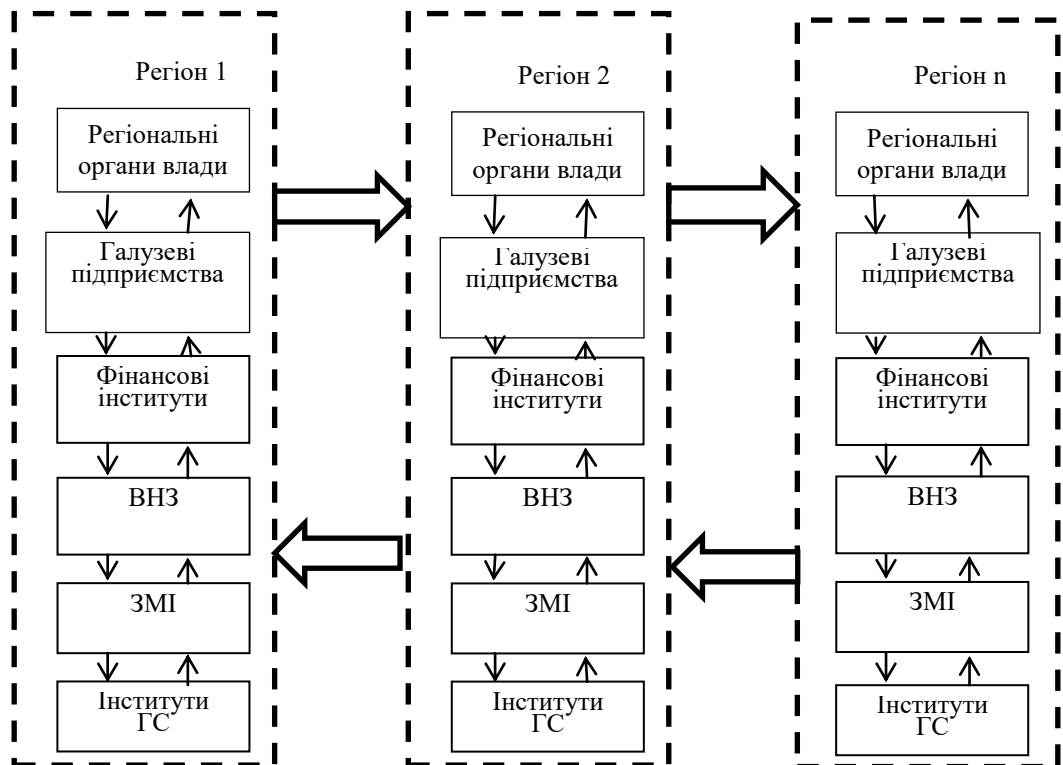 Регіон 1
Регіональні
органи влади
Галузеві
підприємства
Фінансові
інститути
ВНЗ
ЗМІ
Інститути
ГС
Регіон 2
Регіональні
органи влади
Галузеві
підприємства
Фінансові
інститути
ВНЗ
ЗМІ
Інститути
ГС
Регіон n
Регіональні
органи влади
Галузеві
підприємства
Фінансові
інститути
ВНЗ
ЗМІ
Інститути
ГС